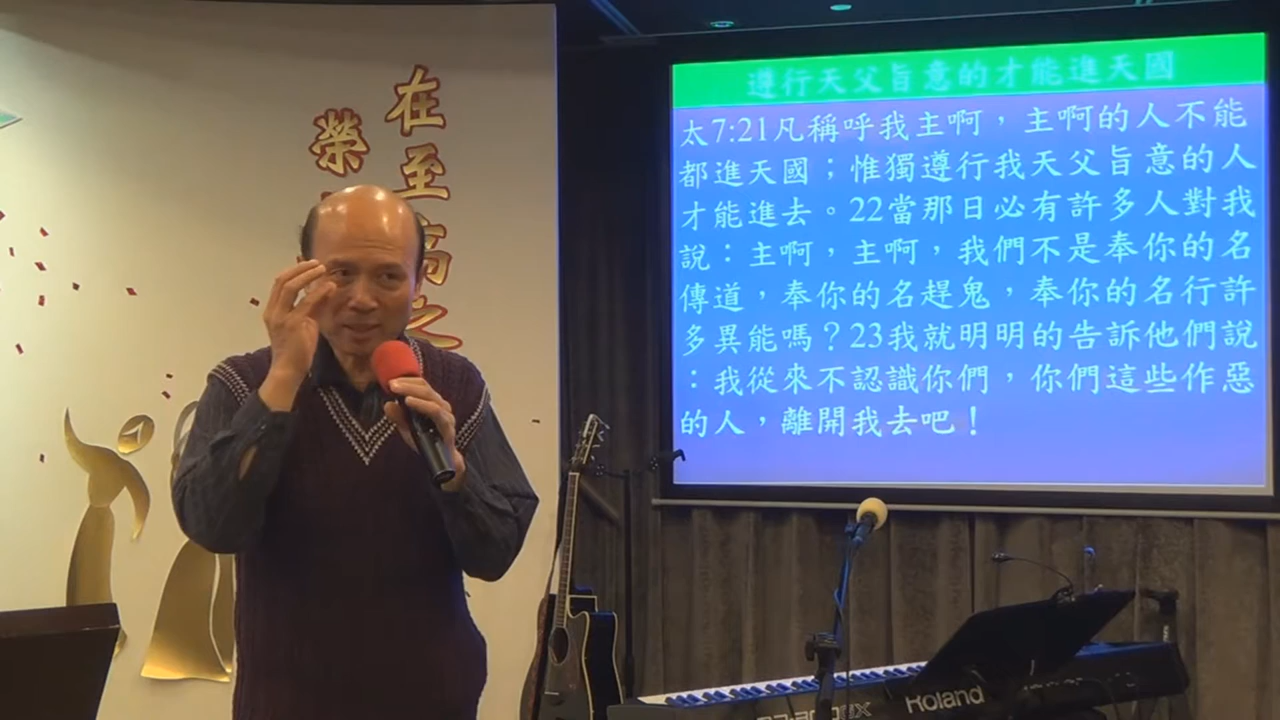 在至高之
榮
遵行天父旨意的才能進天國
太7:21凡稱呼我主啊，主啊的人不能
都進天國；惟獨遵行我天父旨意的人
才能進去。22當那日必有許多人對我
說：主啊，主啊，我們不是奉你的名
傳道，奉你的名趕鬼，奉你的名行許
多異能嗎？23我就明明的告訴他們說
：我從來不認識你們，你們這些作惡
的人，離開我去吧！
Roland